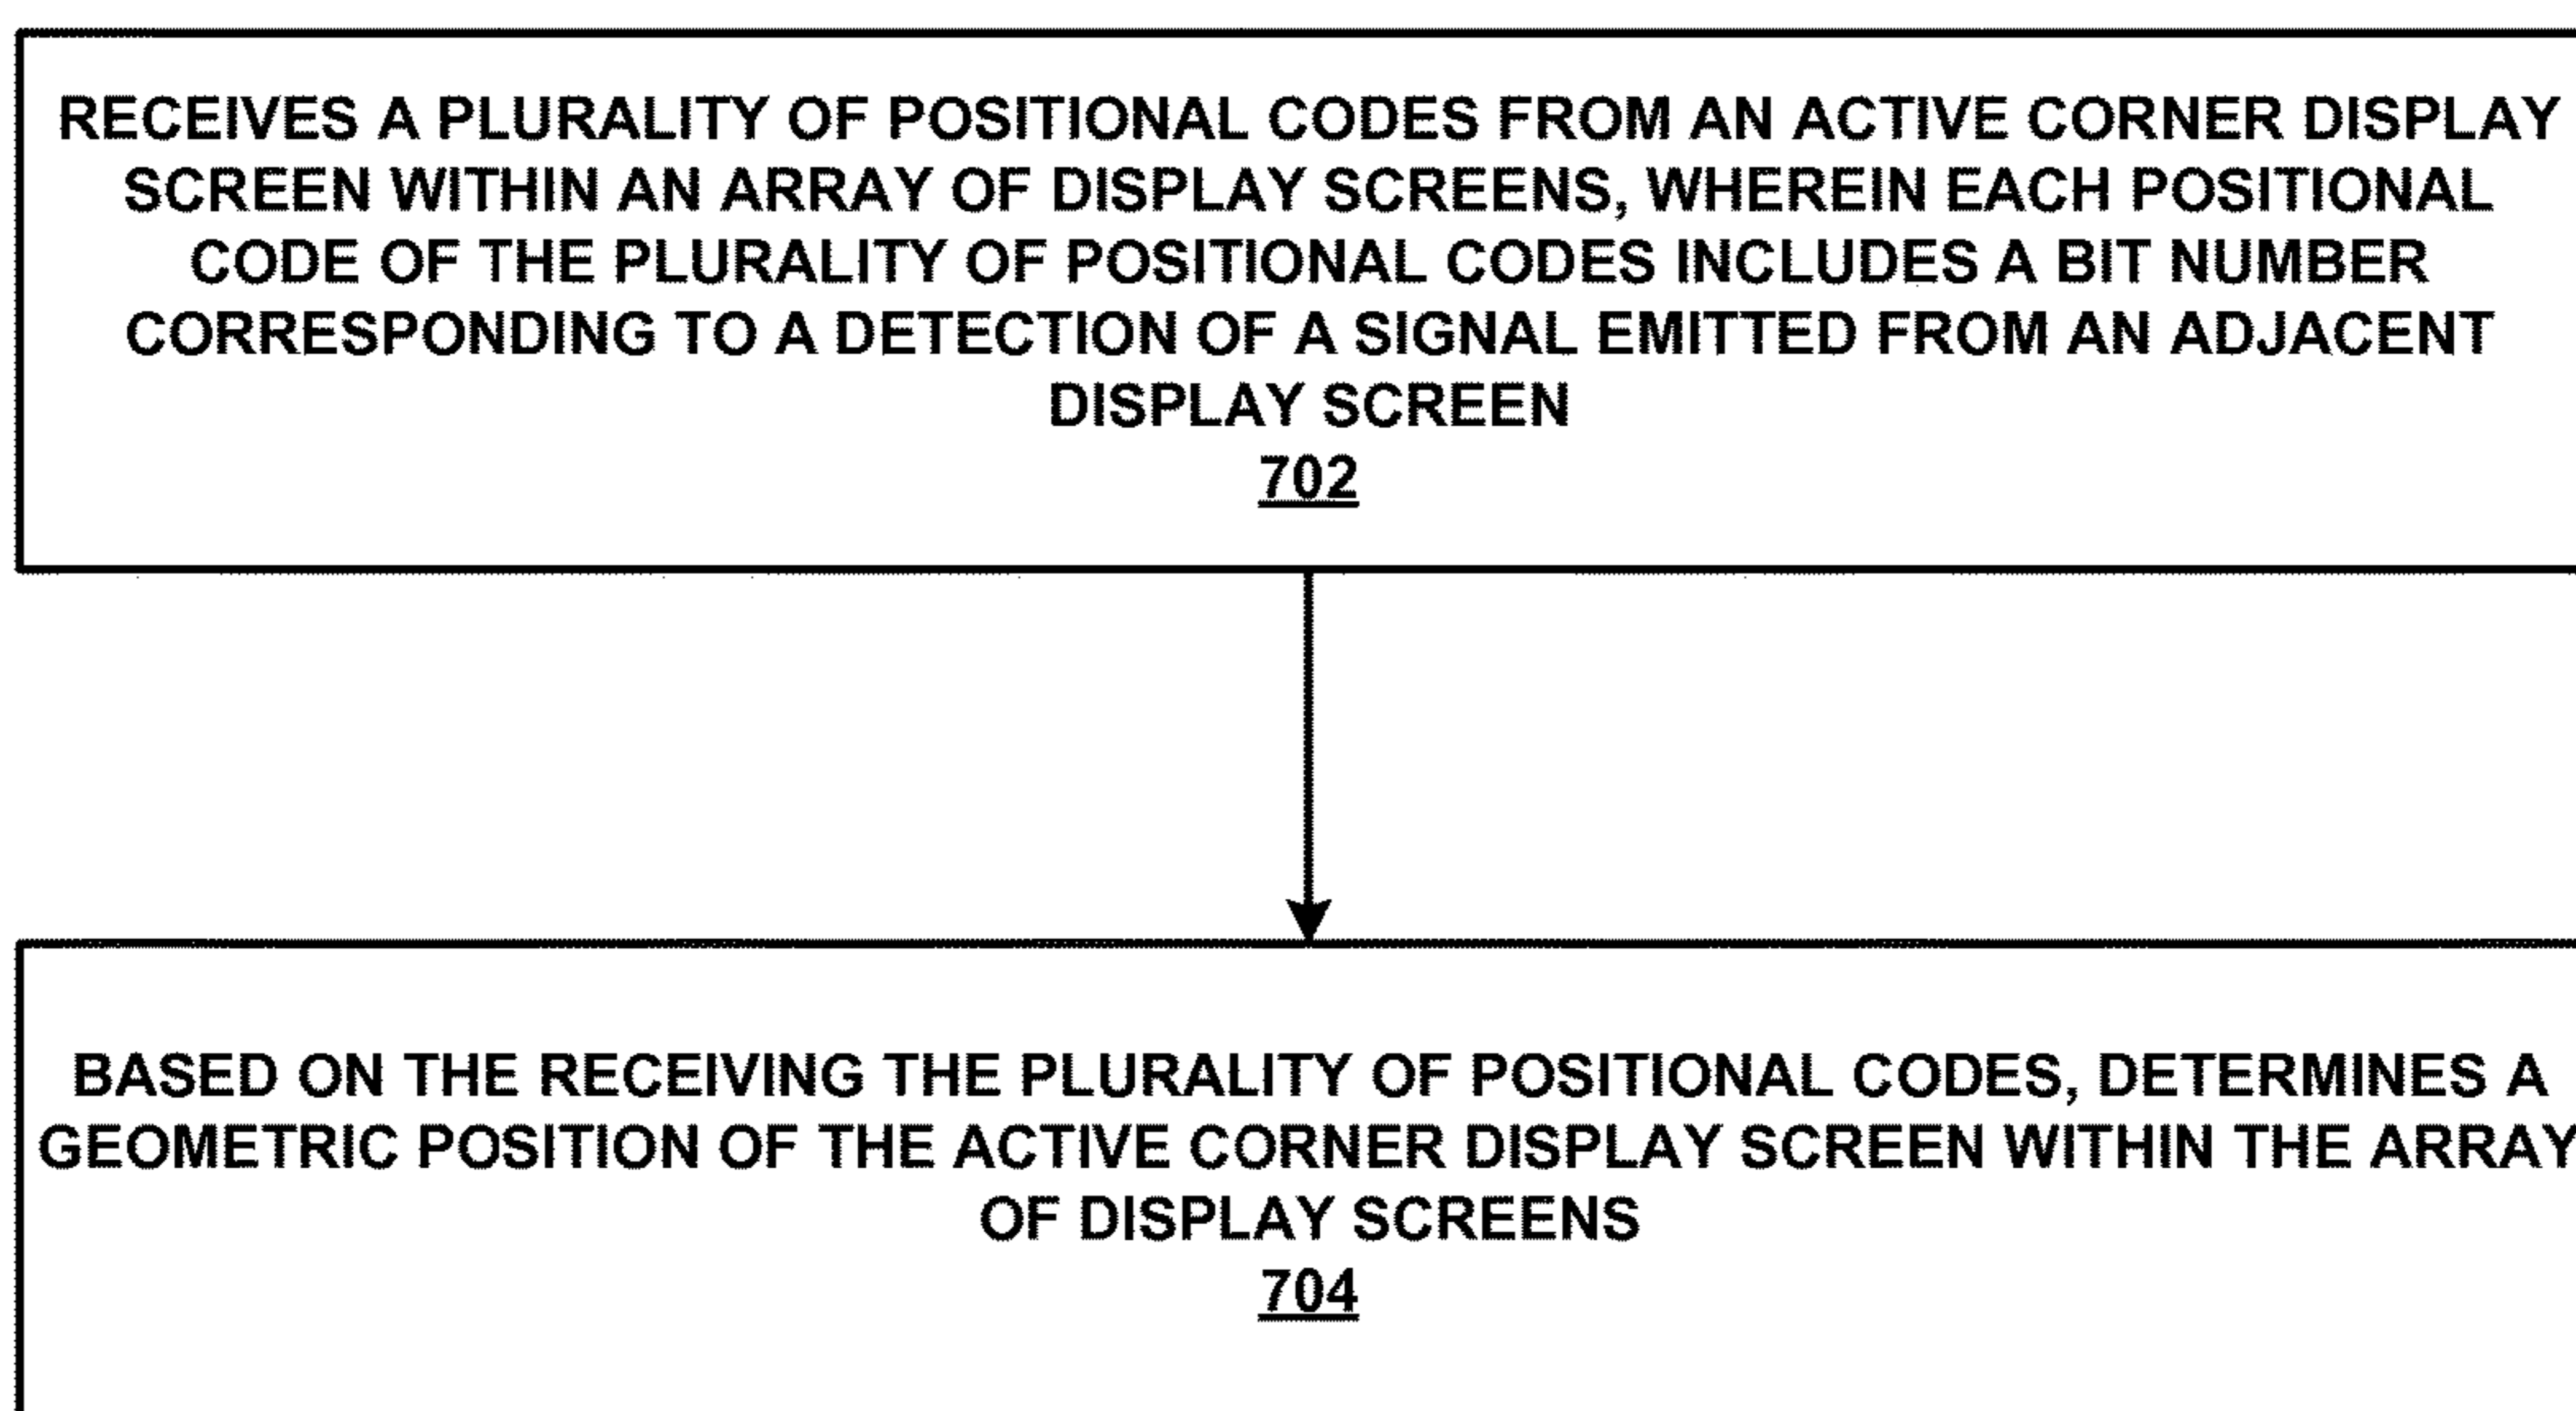 RECEIVES A PLURALITY OF POSITIONAL CODES FROM AN ACTIVE CORNER DISPLAY
SCREEN WITHIN AN ARRAY OF DISPLAY SCREENS, WHEREIN EACH POSITIONAL
CODE OF THE PLURALITY OF POSITIONAL CODES INCLUDES A BIT NUMBER
CORRESPONDING TO A DETECTION OF A SIGNAL EMITTED FROM AN ADJACENT
DISPLAY SCREEN
702
BASED ON THE RECEIVING THE PLURALITY OF POSITIONAL CODES, DETERMINES A
GEOMETRIC POSITION OF THE ACTIVE CORNER DISPLAY SCREEN WITHIN THE ARRAY
OF DISPLAY SCREENS
704